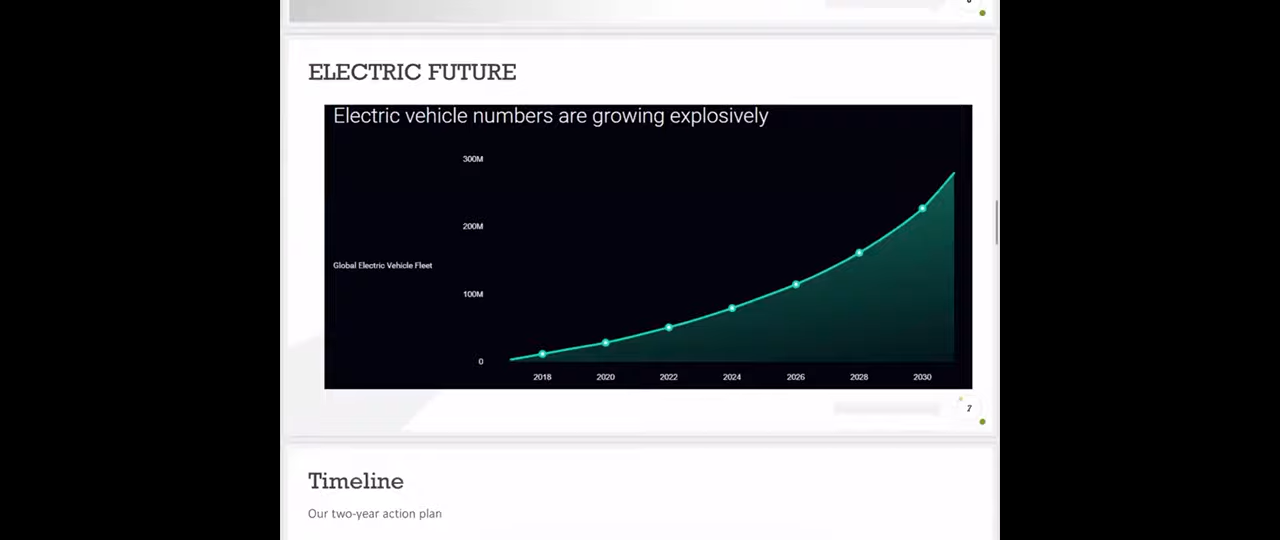 ELECTRIC FUTURE
Electric vehicle numbers are growing explosively
300M
200M
Global Electric Vehicle Fleet
100M
0
2018 2020 2022 2024 2026 2028 2030
7
Timeline
Our two-year action plan